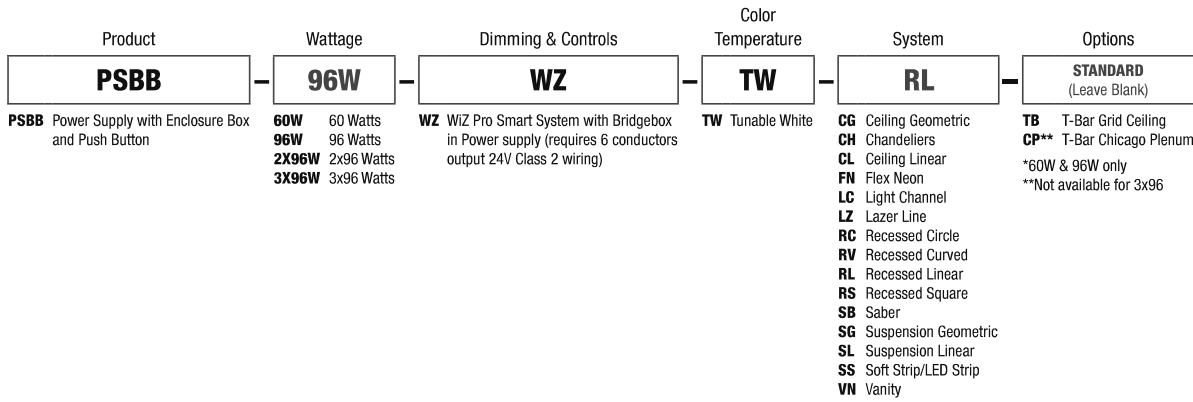 Color
Product Wattage Dimming & Controls Temperature System Options
PSBB – 96W – WZ – TW – RL – STANDARD
(Leave Blank)
PSBB Power Supply with Enclosure Box
and Push Button
60W 60 Watts
96W 96 Watts
2X96W 2x96 Watts
3X96W 3x96 Watts
WZ WiZ Pro Smart System with Bridgebox
in Power supply (requires 6 conductors
output 24V Class 2 wiring)
TW Tunable White
CG Ceiling Geometric
CH Chandeliers
CL Ceiling Linear
FN Flex Neon
LC Light Channel
LZ Lazer Line
RC Recessed Circle
RV Recessed Curved
RL Recessed Linear
RS Recessed Square
SB Saber
SG Suspension Geometric
SL Suspension Linear
SS Soft Strip/LED Strip
VN Vanity
TB T-Bar Grid Ceiling
CP** T-Bar Chicago Plenum
*60W & 96W only
**Not available for 3x96